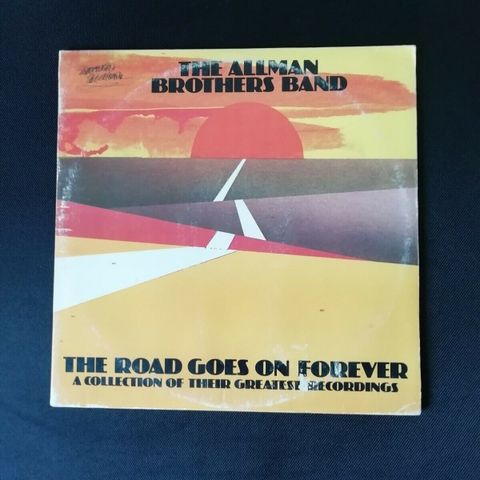 THE ALLMAN
BROTHERS BAND
THE ROAD GOES ON FOREVER
A COLLECTION OF THEIR GREATEST RECORDINGS